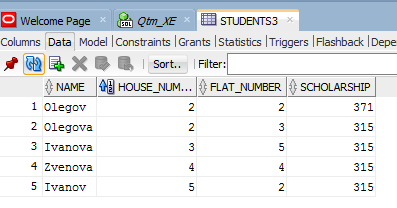 Welcome Page Qtm_XE STUDENTS3
Columns Data Model Constraints Grants Statistics Triggers Flashback Deper
Sort.. Filter:
NAME HOUSE_NUM... FLAT_NUMBER SCHOLARSHIP
1 Olegov 2 2 371
2 Olegova 2 3 315
3 Ivanova 3 5 315
4 Zvenova 4 4 315
5 Ivanov 5 2 315